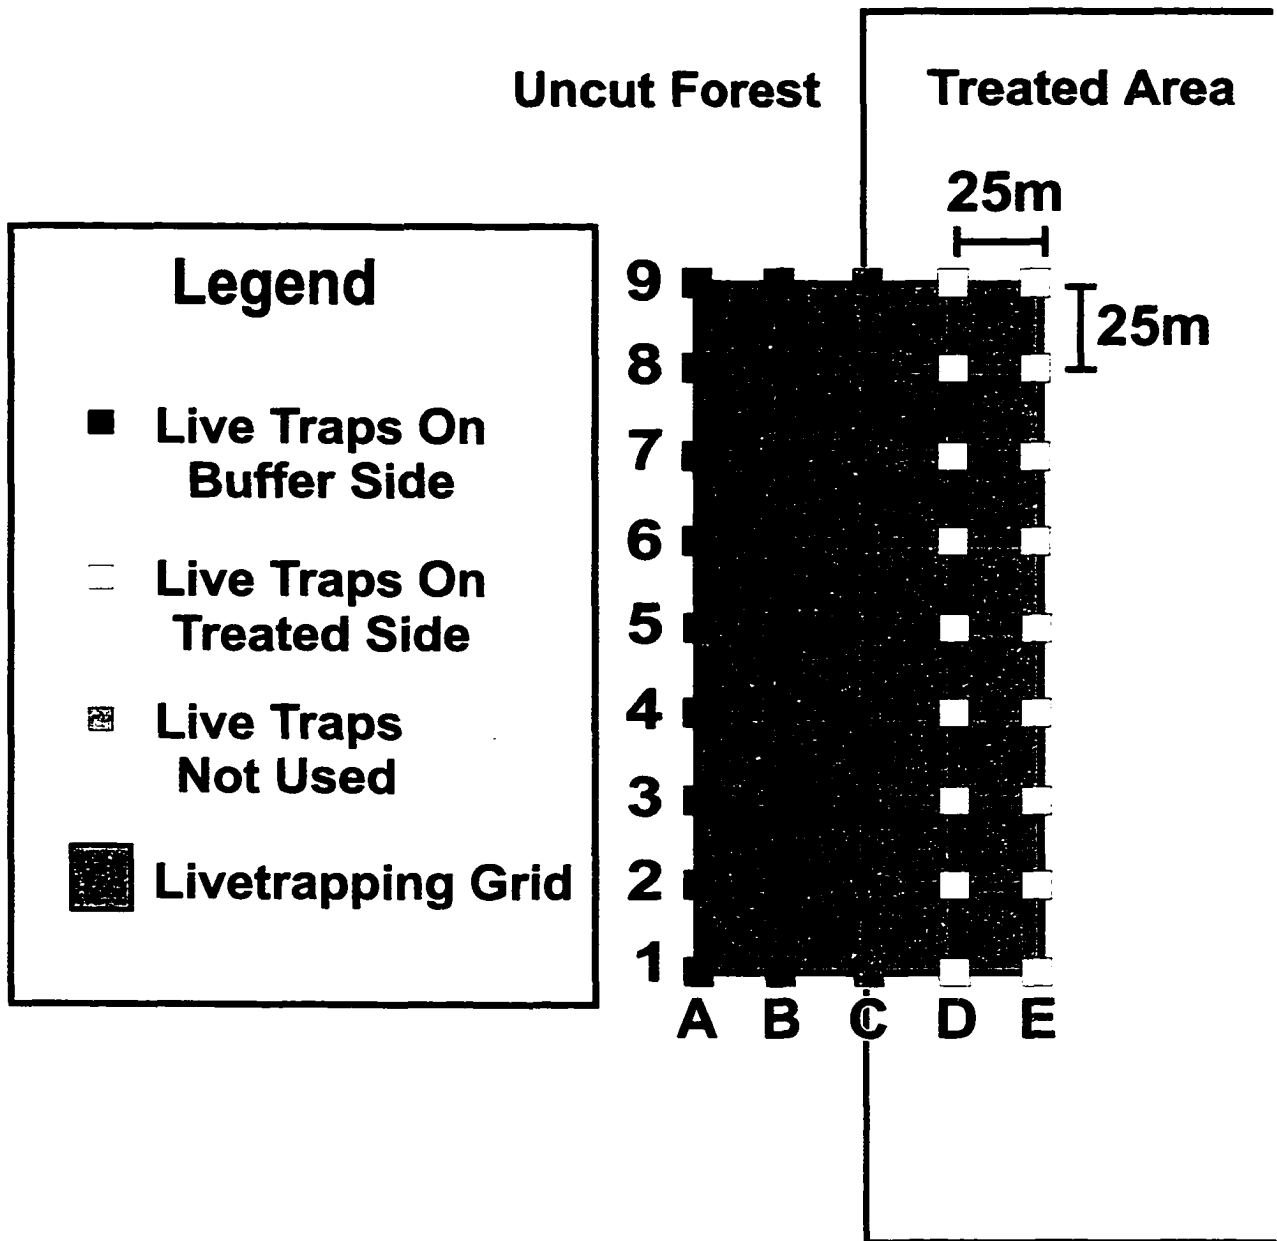 Uncut Forest
Treated Area
25m
25m
Legend
Live Traps On
Buffer Side
Live Traps On
Treated Side
Live Traps
Not Used
Livetrapping Grid
9
8
7
6
5
4
3
2
1
A B C D E